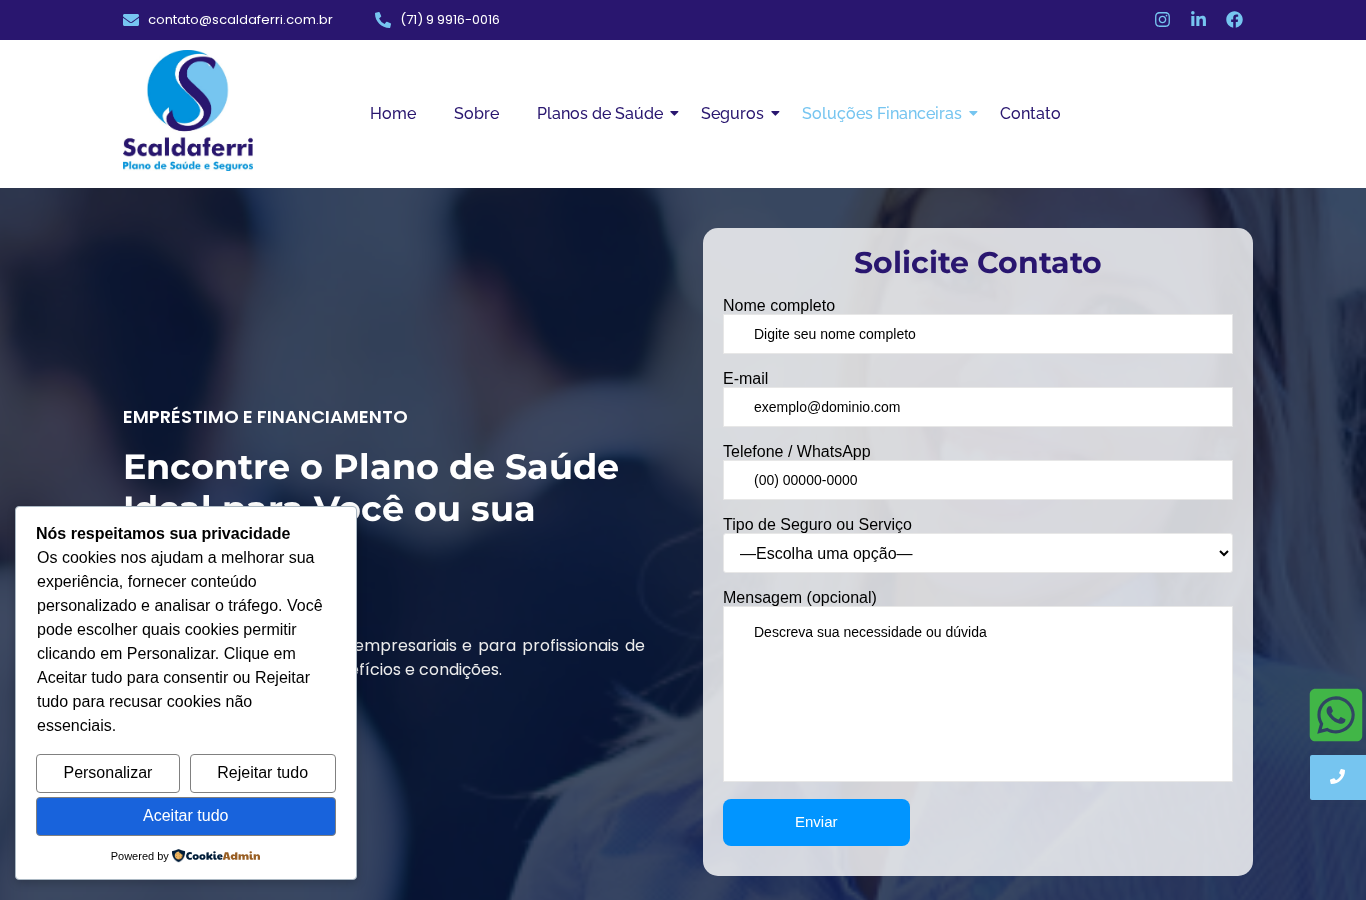 contato@scaldaferri.com.br
(71) 9 9916-0016
Scaldaferri
Plano de Saúde e Seguros
Home
Sobre
Planos de Saúde
Seguros
Soluções Financeiras
Contato
EMPRÉSTIMO E FINANCIAMENTO
Encontre o Plano de Saúde
Ideal para Você ou sua
empresariais e para profissionais de
efícios e condições.
Solicite Contato
Nome completo
Digite seu nome completo
E-mail
exemplo@dominio.com
Telefone / WhatsApp
(00) 00000-0000
Tipo de Seguro ou Serviço
—Escolha uma opção—
Mensagem (opcional)
Descreva sua necessidade ou dúvida
Enviar
Nós respeitamos sua privacidade
Os cookies nos ajudam a melhorar sua
experiência, fornecer conteúdo
personalizado e analisar o tráfego. Você
pode escolher quais cookies permitir
clicando em Personalizar. Clique em
Aceitar tudo para consentir ou Rejeitar
tudo para recusar cookies não
essenciais.
Personalizar
Rejeitar tudo
Aceitar tudo
Powered by CookieAdmin